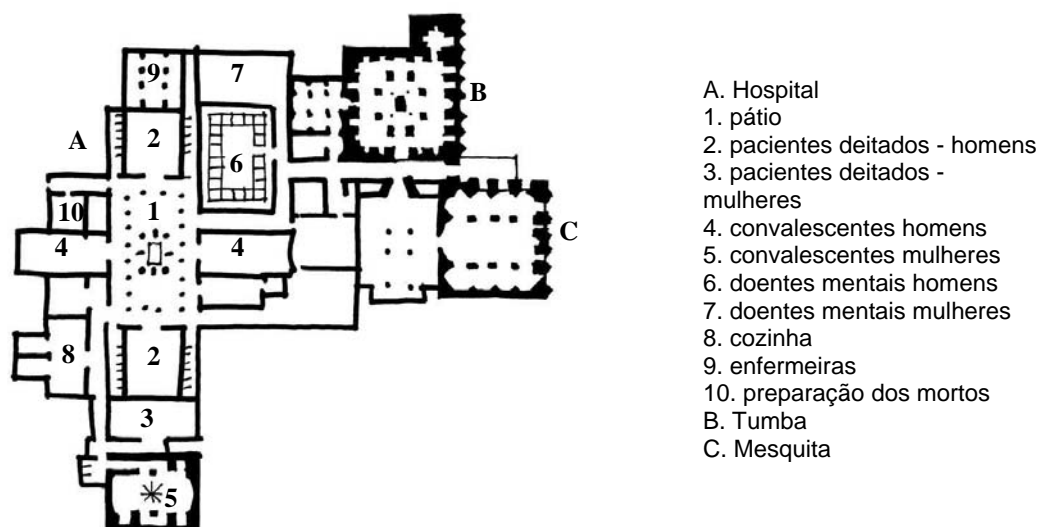 9
7
B
A
2
6
10
1
4
4
C
8
2
3
5
A. Hospital
1. pátio
2. pacientes deitados - homens
3. pacientes deitados -
mulheres
4. convalescentes homens
5. convalescentes mulheres
6. doentes mentais homens
7. doentes mentais mulheres
8. cozinha
9. enfermeiras
10. preparação dos mortos
B. Tumba
C. Mesquita